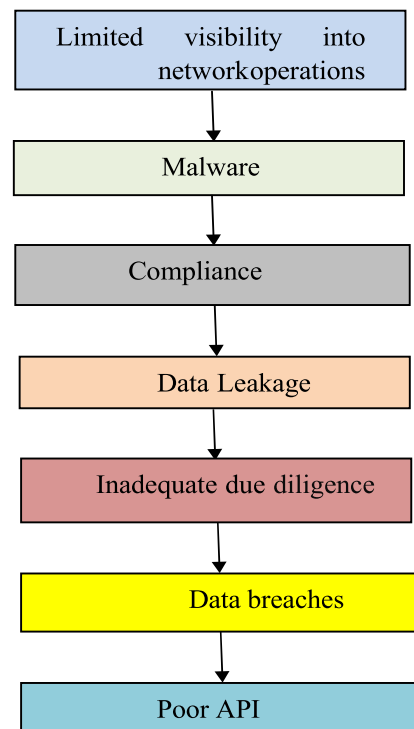 Limited visibility into
networkoperations
Malware
Compliance
Data Leakage
Inadequate due diligence
Data breaches
Poor API